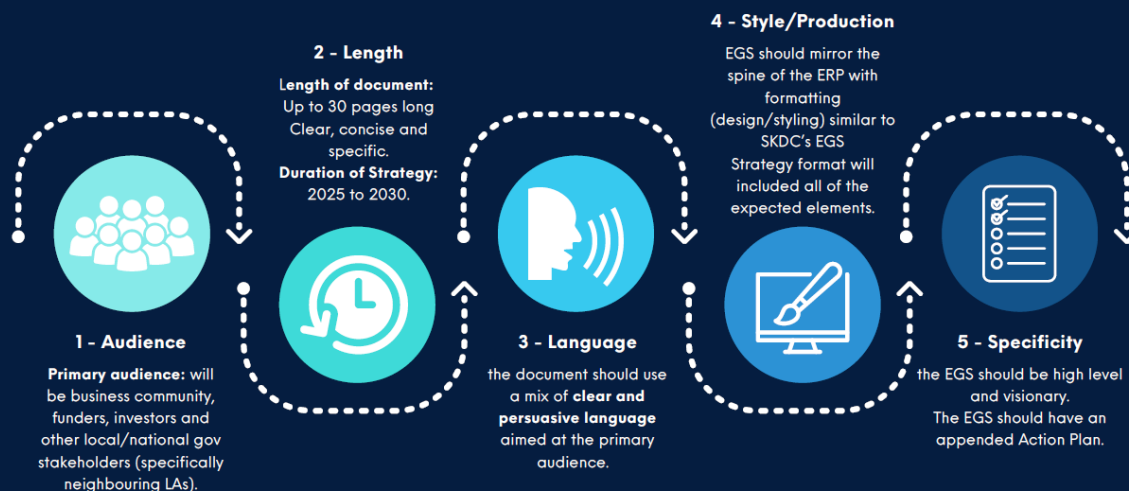 1 - Audience
Primary audience: will
be business community,
funders, investors and
other local/national gov
stakeholders (specifically
neighbouring LAs).
2 - Length
Length of document:
Up to 30 pages long
Clear, concise and
specific.
Duration of Strategy:
2025 to 2030.
3 - Language
the document should use
a mix of clear and
persuasive language
aimed at the primary
audience.
4 - Style/Production
EGS should mirror the
spine of the ERP with
formatting
(design/styling) similar to
SKDC's EGS
Strategy format will
included all of the
expected elements.
5 - Specificity
the EGS should be high level
and visionary.
The EGS should have an
appended Action Plan.